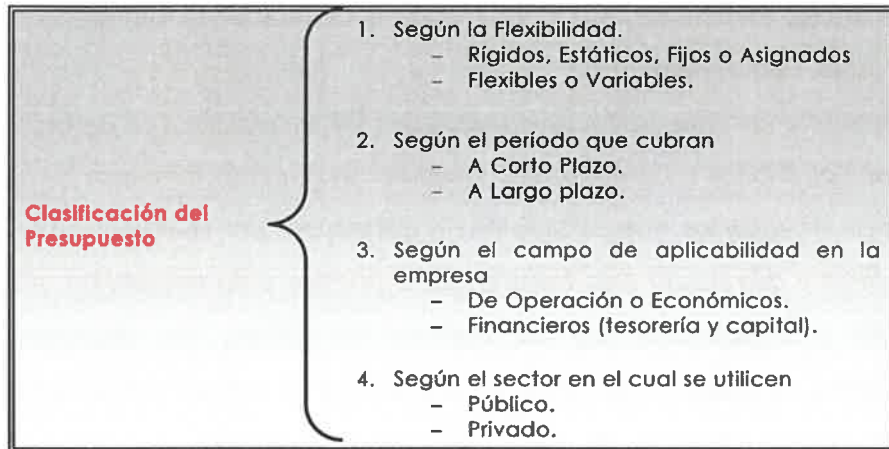 Clasificación del
Presupuesto
1. Según la Flexibilidad.
– Rígidos, Estáticos, Fijos o Asignados
– Flexibles o Variables.
2. Según el período que cubran
– A Corto Plazo.
– A Largo plazo.
3. Según el campo de aplicabilidad en la
empresa
– De Operación o Económicos.
– Financieros (tesorería y capital).
4. Según el sector en el cual se utilicen
– Público.
– Privado.